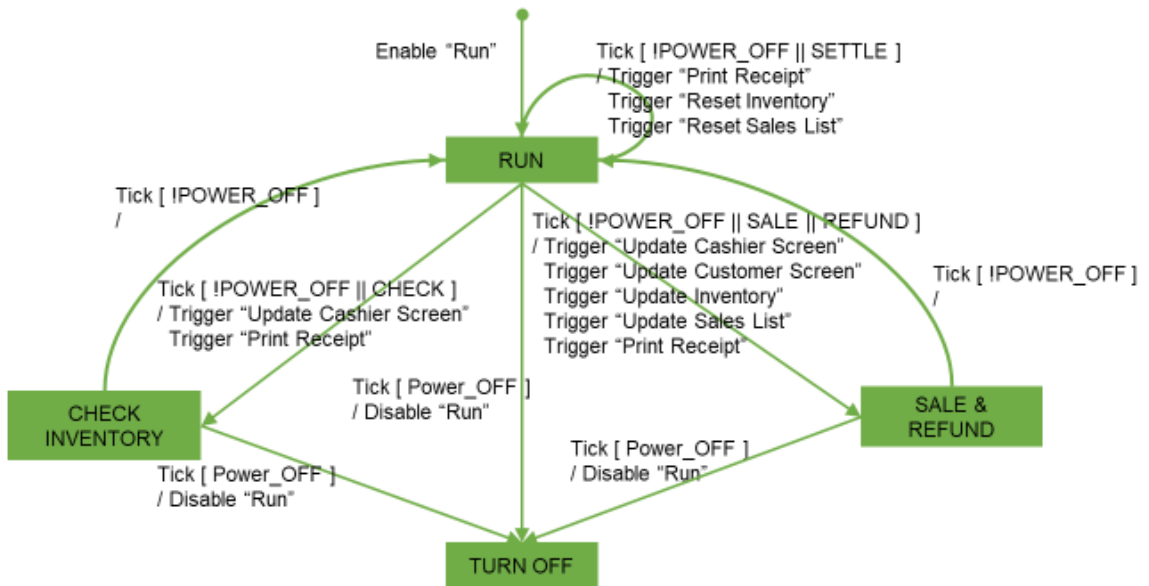 Enable “Run”
Tick [ !POWER_OFF || SETTLE ]
/ Trigger “Print Receipt”
Trigger “Reset Inventory”
Trigger “Reset Sales List”
RUN
Tick [ !POWER_OFF ]
/
Tick [ !POWER_OFF || SALE || REFUND ]
/ Trigger “Update Cashier Screen”
Trigger “Update Customer Screen”
Trigger “Update Inventory”
Trigger “Update Sales List”
Trigger “Print Receipt”
Tick [ !POWER_OFF ]
/
Tick [ !POWER_OFF || CHECK ]
/ Trigger “Update Cashier Screen”
Trigger “Print Receipt”
Tick [ Power_OFF ]
/ Disable “Run”
CHECK
INVENTORY
SALE &
REFUND
Tick [ Power_OFF ]
/ Disable “Run”
Tick [ Power_OFF ]
/ Disable “Run”
TURN OFF